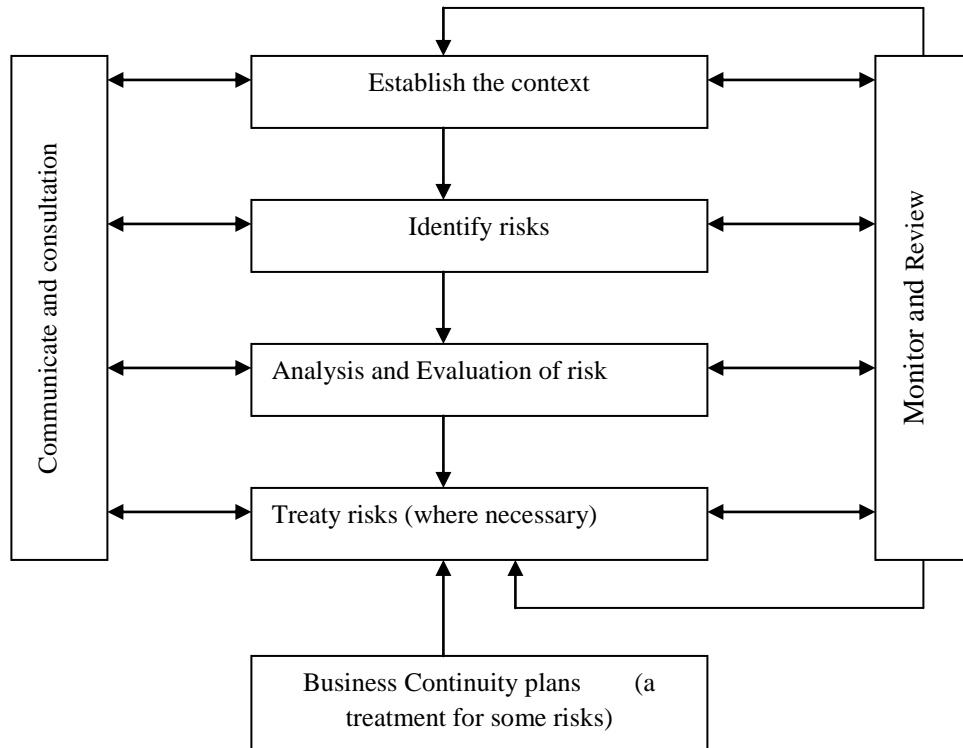 Establish the context
Communicate and consultation
Identify risks
Monitor and Review
Analysis and Evaluation of risk
Treaty risks (where necessary)
Business Continuity plans (a
treatment for some risks)